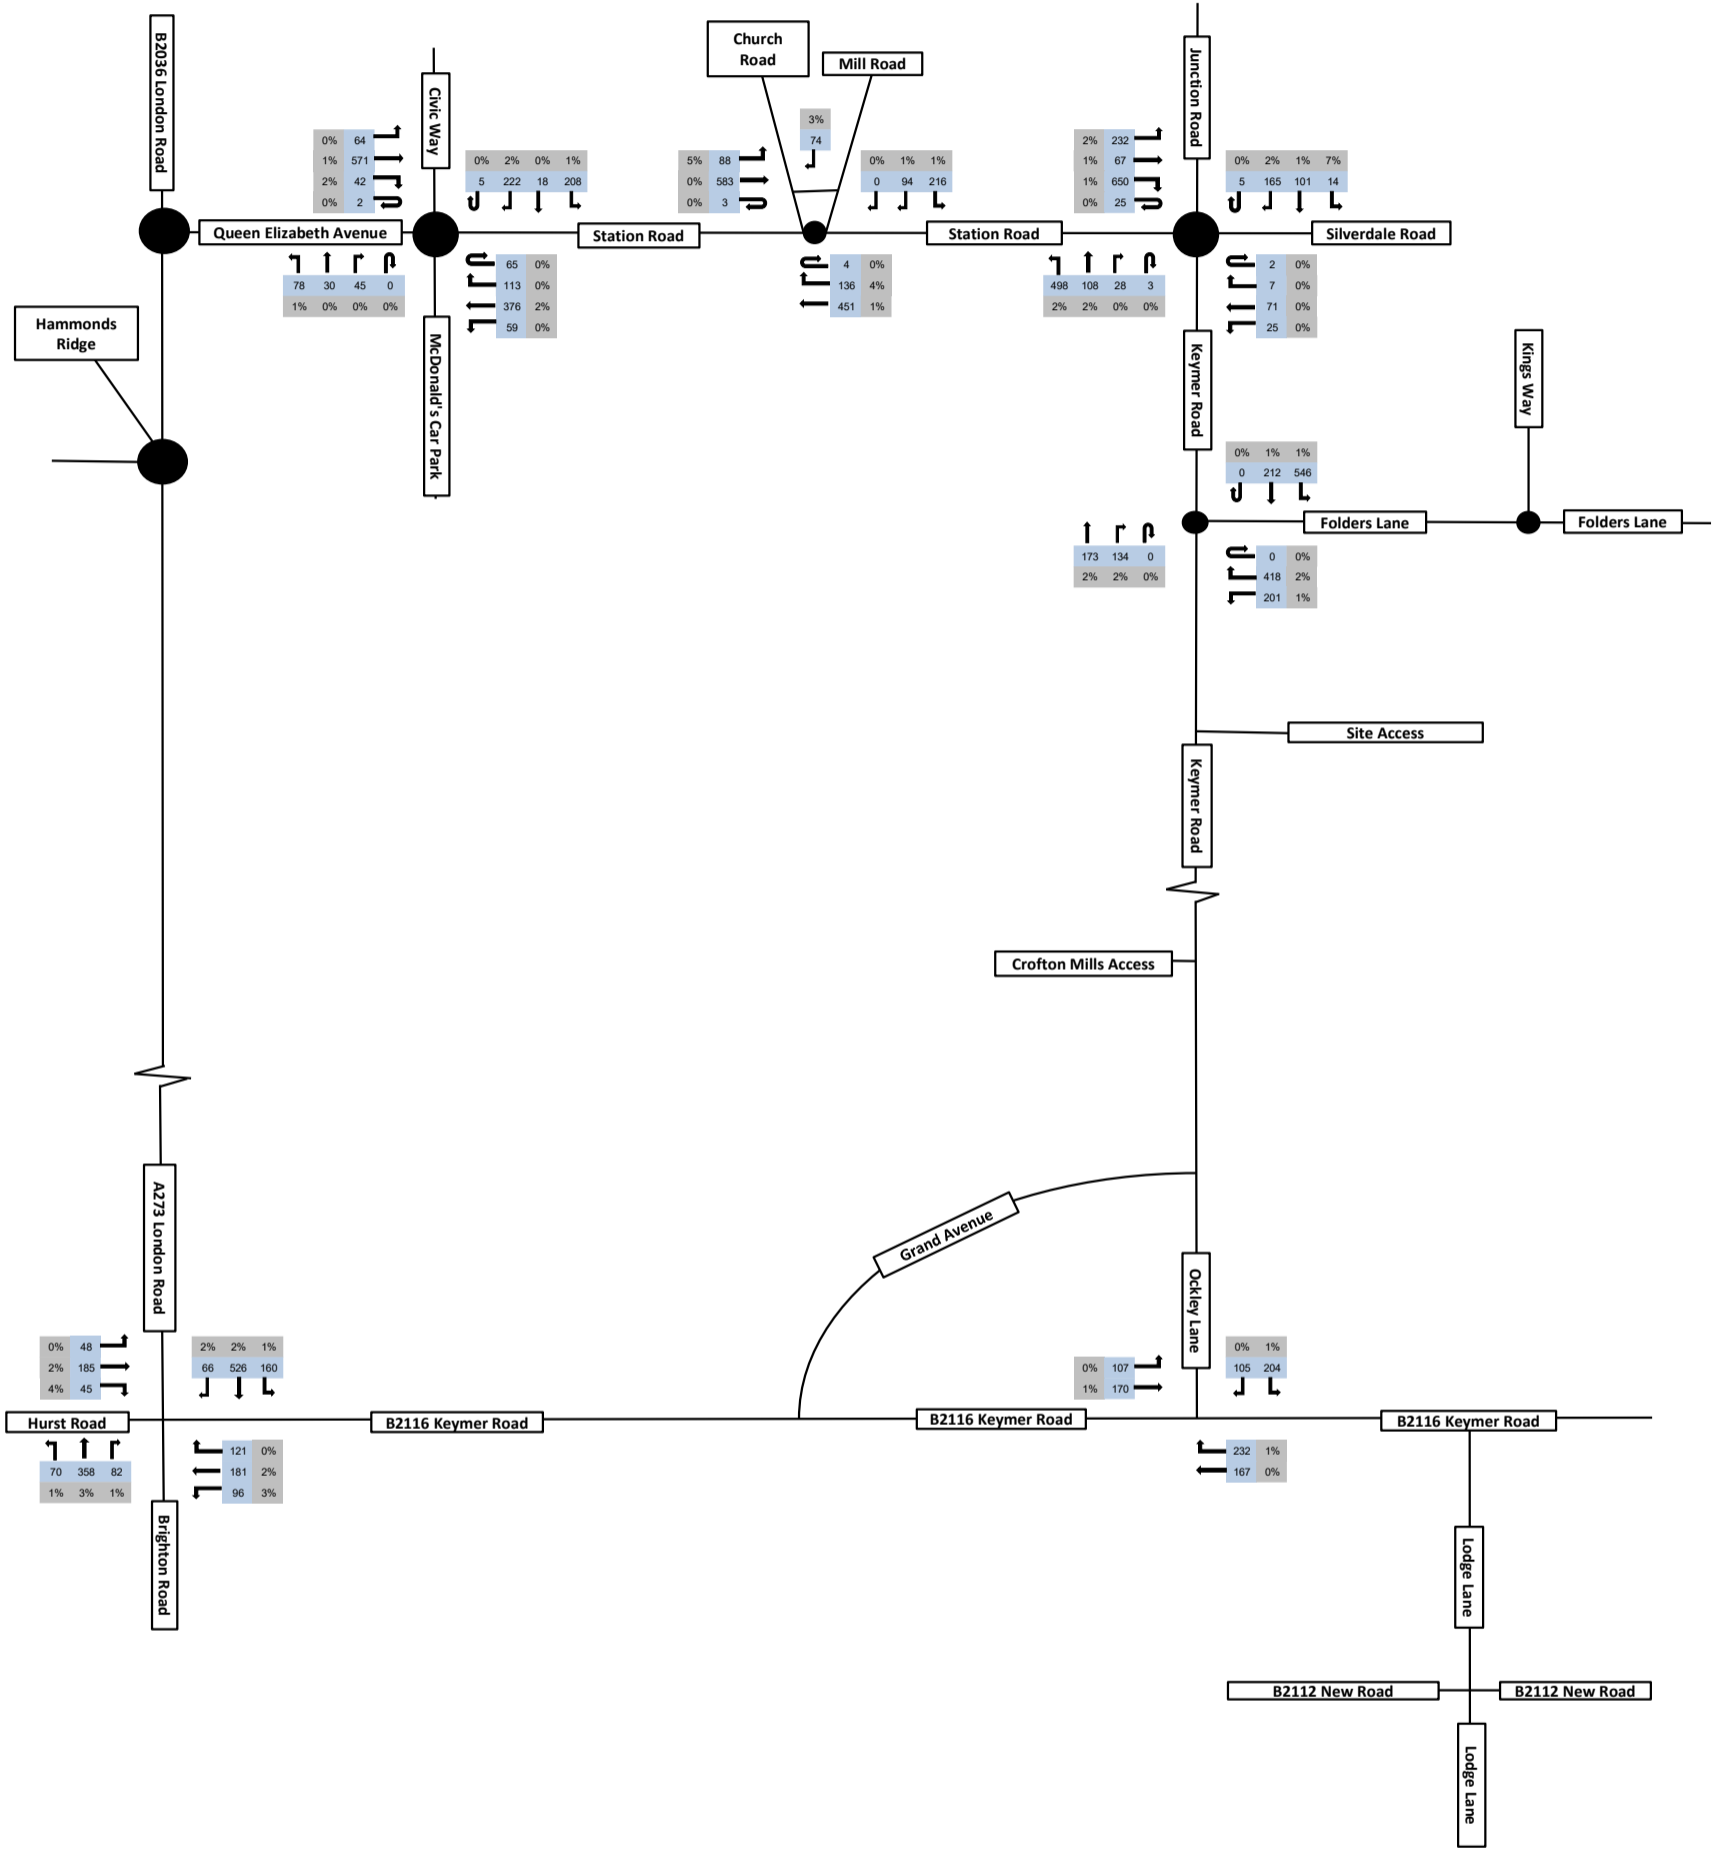 B2036 London Road
Civic Way
Church
Road
Mill Road
Junction Road
3%
74
0% 64
1% 571
2% 42
0% 2
0% 2% 0% 1%
5 222 18 208
5% 88
0% 583
0% 3
0% 1% 1%
0 94 216
2% 232
1% 67
1% 650
0% 25
0% 2% 1% 7%
5 165 101 14
Queen Elizabeth Avenue
Station Road
Station Road
Silverdale Road
78 30 45 0
1% 0% 0% 0%
65 0%
113 0%
376 2%
59 0%
4 0%
136 4%
451 1%
498 108 28 3
2% 2% 0% 0%
2 0%
7 0%
71 0%
25 0%
Hammonds
Ridge
McDonald's Car Park
Keymer Road
Kings Way
0% 1% 1%
0 212 546
Folders Lane
Folders Lane
173 134 0
2% 2% 0%
0 0%
418 2%
201 1%
Site Access
Keymer Road
Crofton Mills Access
A273 London Road
Grand Avenue
Ockley Lane
0% 48
2% 185
4% 45
2% 2% 1%
66 526 160
0% 107
1% 170
0% 1%
105 204
Hurst Road
B2116 Keymer Road
B2116 Keymer Road
B2116 Keymer Road
70 358 82
1% 3% 1%
121 0%
181 2%
96 3%
232 1%
167 0%
Brighton Road
Lodge Lane
B2112 New Road
B2112 New Road
Lodge Lane